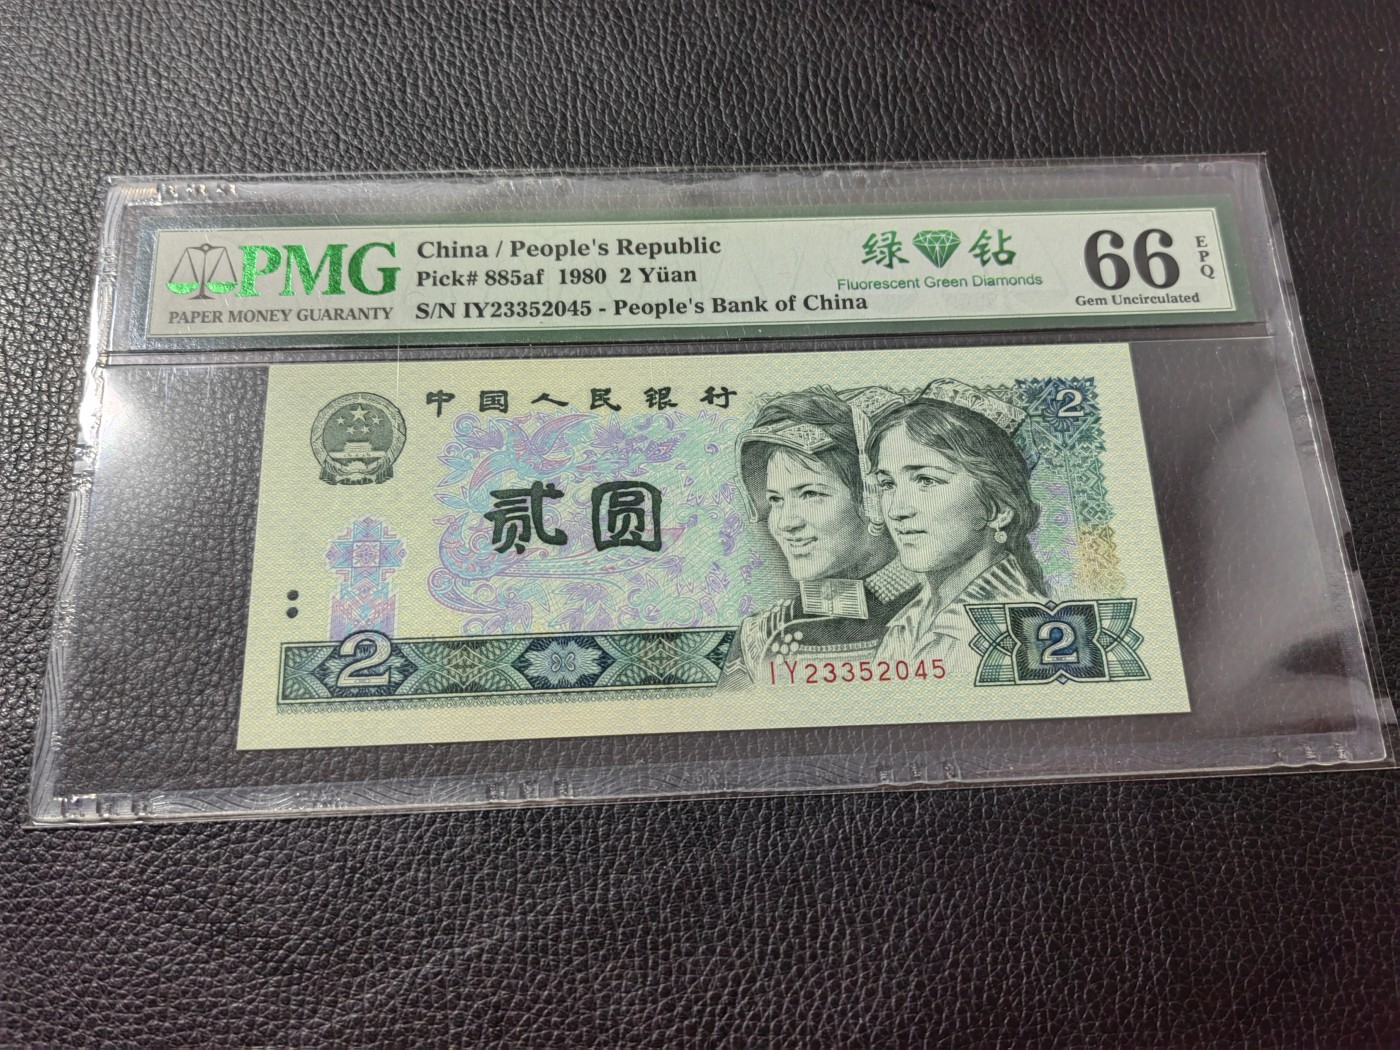 PMG
PAPER MONEY GUARANTY
China / People's Republic
Pick# 885af 1980 2 Yüan
S/N IY23352045 - People's Bank of China
绿钻
Fluorescent Green Diamonds
66
EPQ
Gem Uncirculated
中国人民银行
2
贰圆
2
2
IY23352045